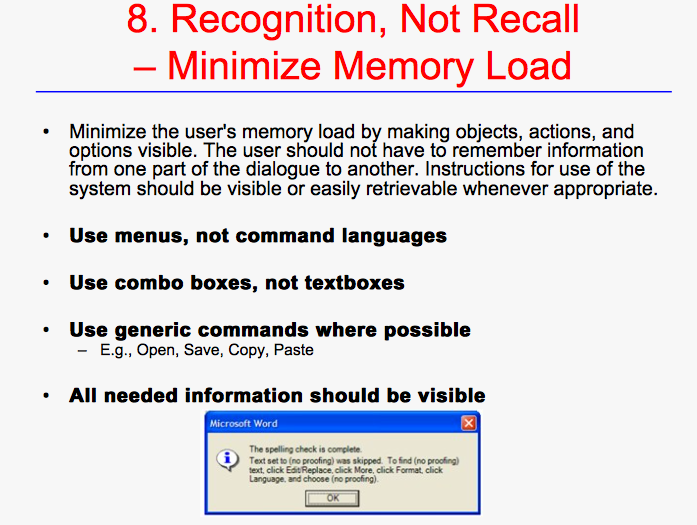 8. Recognition, Not Recall
– Minimize Memory Load
• Minimize the user's memory load by making objects, actions, and
options visible. The user should not have to remember information
from one part of the dialogue to another. Instructions for use of the
system should be visible or easily retrievable whenever appropriate.
• Use menus, not command languages
• Use combo boxes, not textboxes
• Use generic commands where possible
– E.g., Open, Save, Copy, Paste
• All needed information should be visible
Microsoft Word
The spelling check is complete.
Text set to (no proofing) was skipped. To find (no proofing)
text, click Edit/Replace, click More, click Format, click
Language, and choose (no proofing).
OK